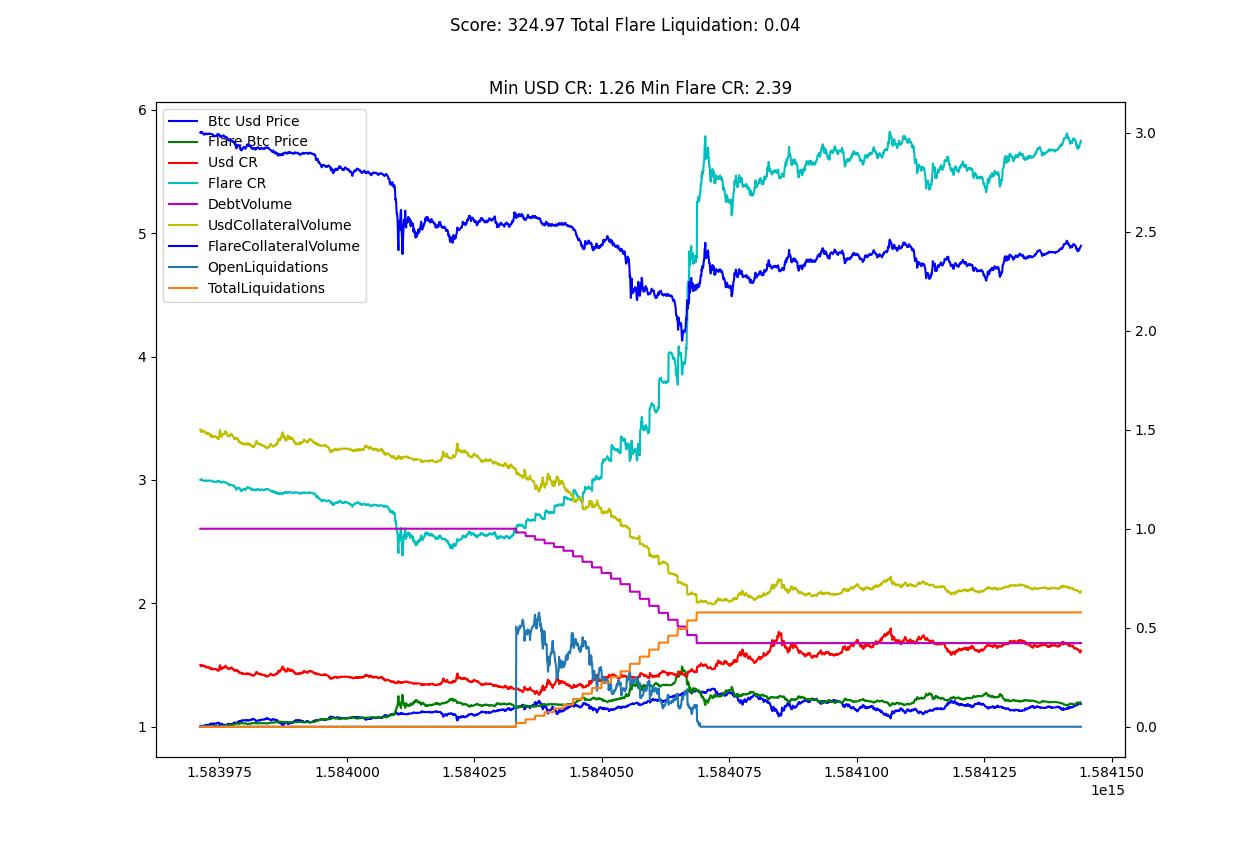 Score: 324.97 Total Flare Liquidation: 0.04
Min USD CR: 1.26 Min Flare CR: 2.39
Btc Usd Price
Flare Btc Price
Usd CR
Flare CR
DebtVolume
UsdCollateralVolume
FlareCollateralVolume
OpenLiquidations
TotalLiquidations
6
5
4
3
2
1
3.0
2.5
2.0
1.5
1.0
0.5
0.0
1.583975 1.584000 1.584025 1.584050 1.584075 1.584100 1.584125 1.584150
1e15